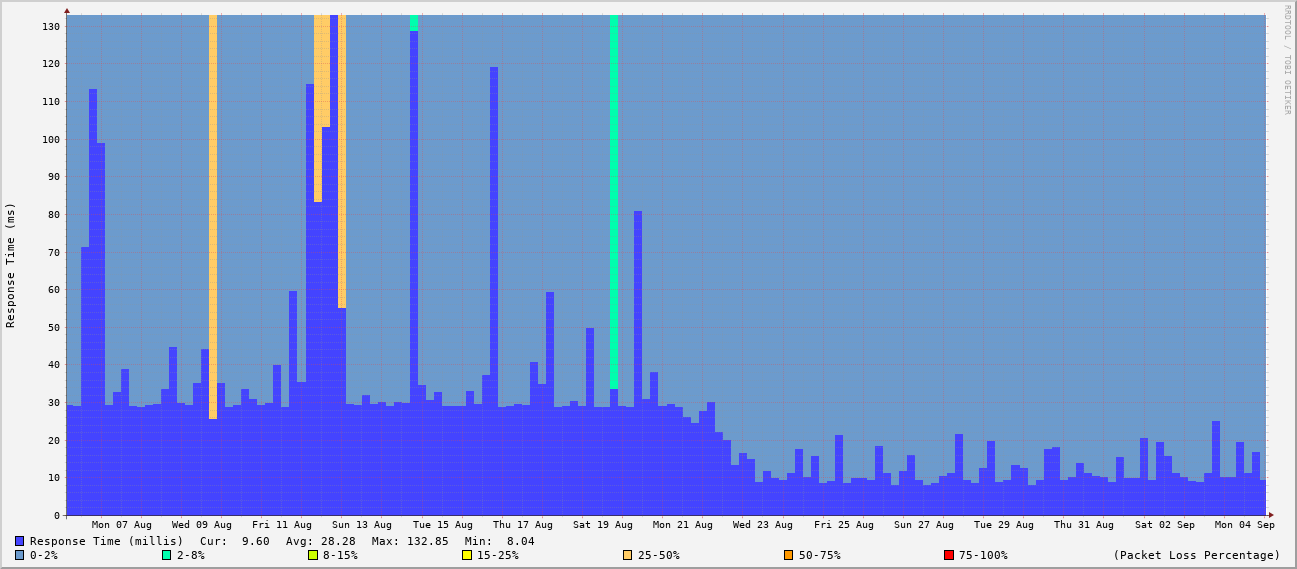 RRDTOOL / TOBI OETIKER
Response Time (ms)
130
120
110
100
90
80
70
60
50
40
30
20
10
0
Mon 07 Aug Wed 09 Aug Fri 11 Aug Sun 13 Aug Tue 15 Aug Thu 17 Aug Sat 19 Aug Mon 21 Aug Wed 23 Aug Fri 25 Aug Sun 27 Aug Tue 29 Aug Thu 31 Aug Sat 02 Sep Mon 04 Sep
Response Time (millis) Cur: 9.60 Avg: 28.28 Max: 132.85 Min: 8.04
0-2% 2-8% 8-15% 15-25% 25-50% 50-75% 75-100% (Packet Loss Percentage)